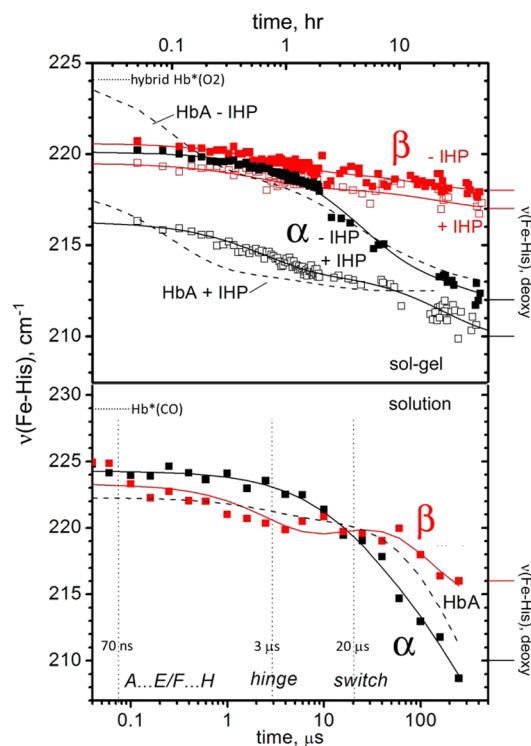 time, hr
0.1 1 10
225
220
215
210
ν(Fe-His), cm⁻¹
hybrid Hb*(O2)
HbA - IHP
β
- IHP
+ IHP
α
- IHP
+ IHP
HbA + IHP
sol-gel
ν(Fe-His), deoxy
230
225
220
215
210
Hb*(CO)
solution
β
HbA
α
ν(Fe-His), deoxy
70 ns 3 μs 20 μs
A...E/F...H hinge switch
0.1 1 10 100
time, μs